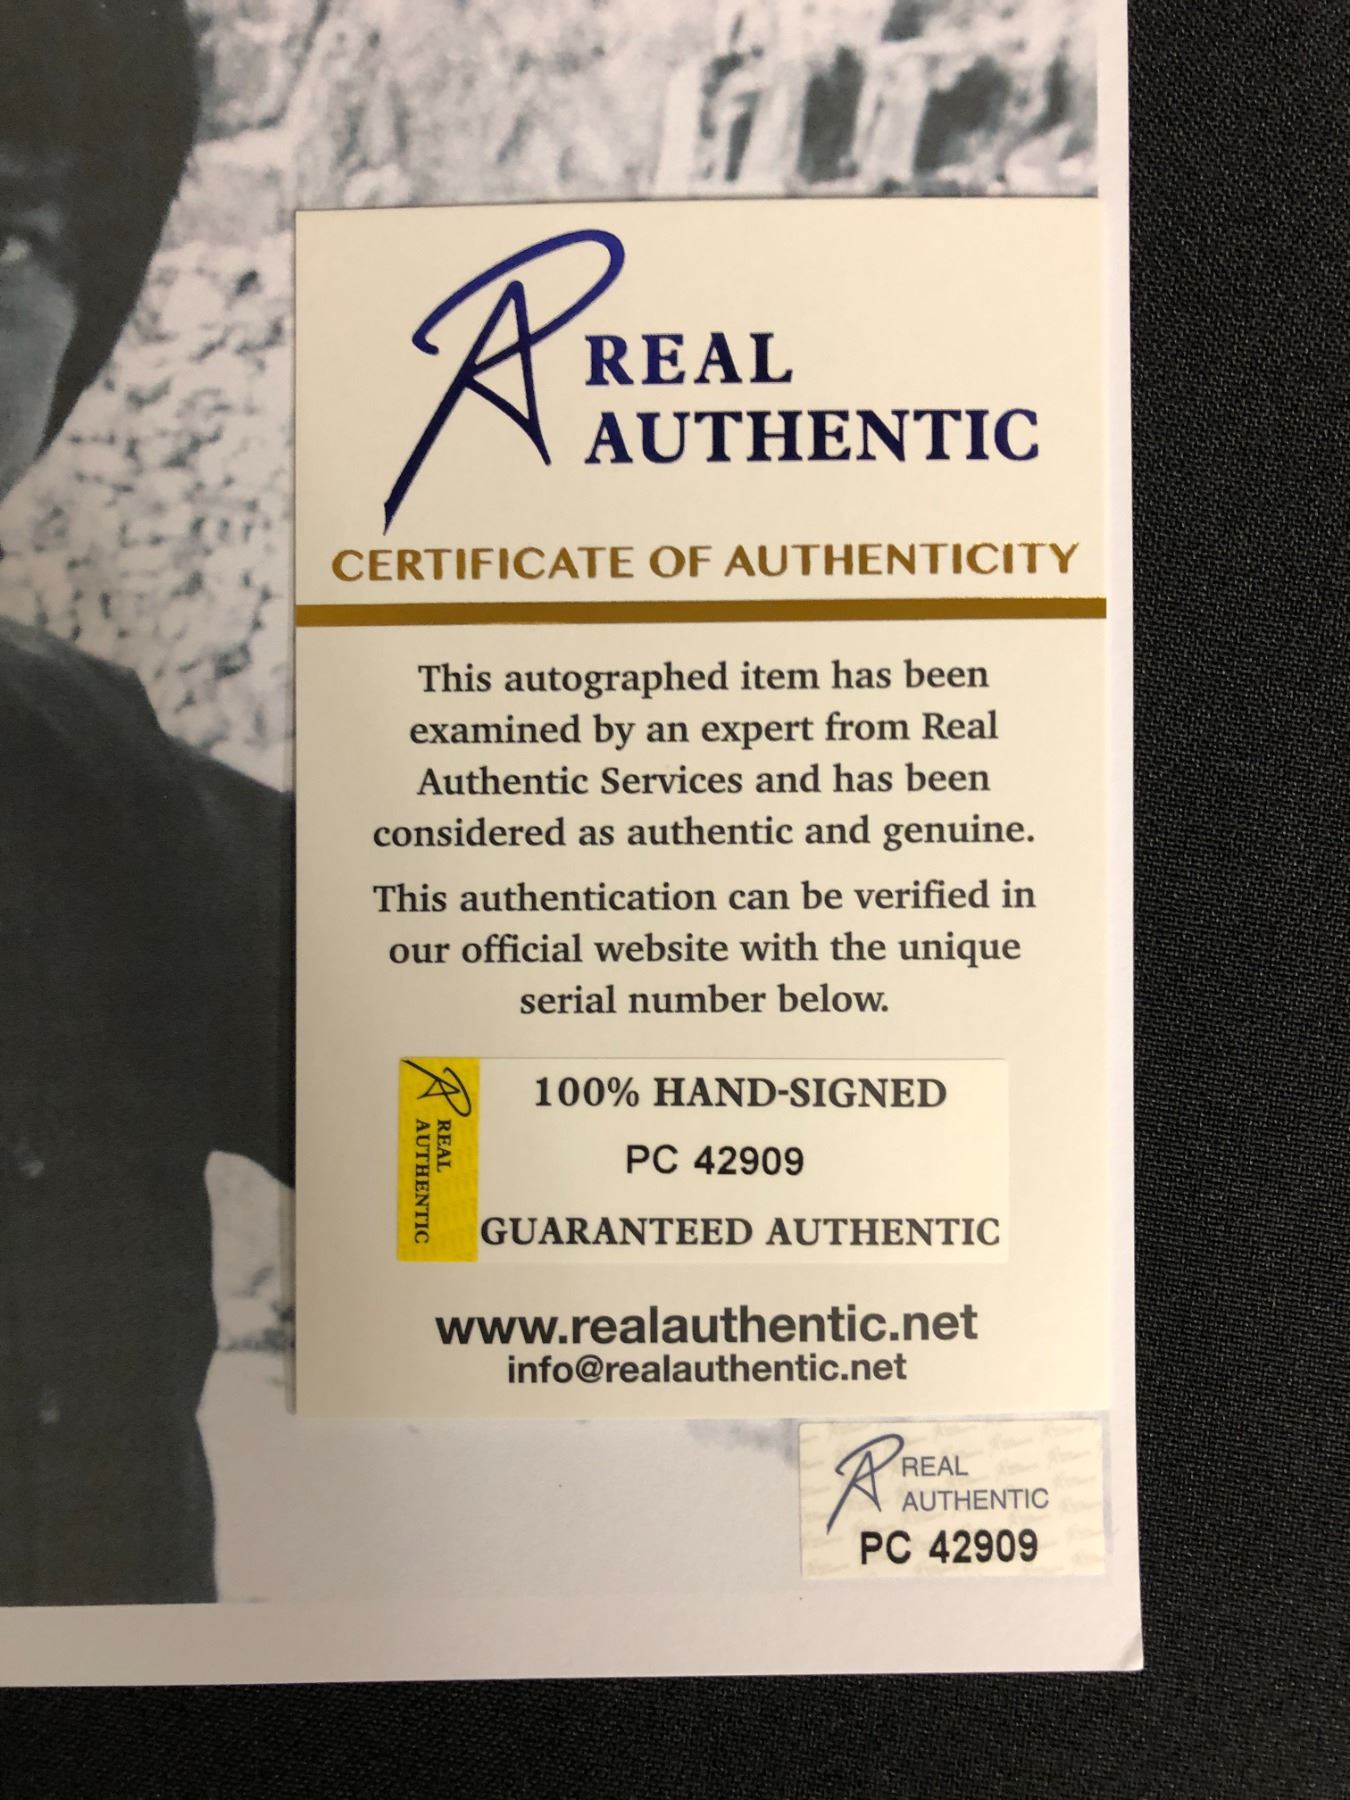 REAL
AUTHENTIC
CERTIFICATE OF AUTHENTICITY
This autographed item has been
examined by an expert from Real
Authentic Services and has been
considered as authentic and genuine.
This authentication can be verified in
our official website with the unique
serial number below.
REAL
AUTHENTIC
100% HAND-SIGNED
PC 42909
GUARANTEED AUTHENTIC
www.realauthentic.net
info@realauthentic.net
REAL
AUTHENTIC
PC 42909